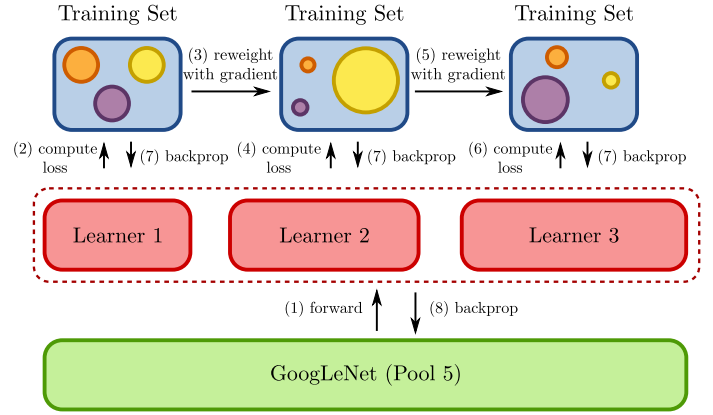 Training Set
Training Set
Training Set
(3) reweight
with gradient
(5) reweight
with gradient
(2) compute
loss
(7) backprop
(4) compute
loss
(7) backprop
(6) compute
loss
(7) backprop
Learner 1
Learner 2
Learner 3
(1) forward
(8) backprop
GoogLeNet (Pool 5)